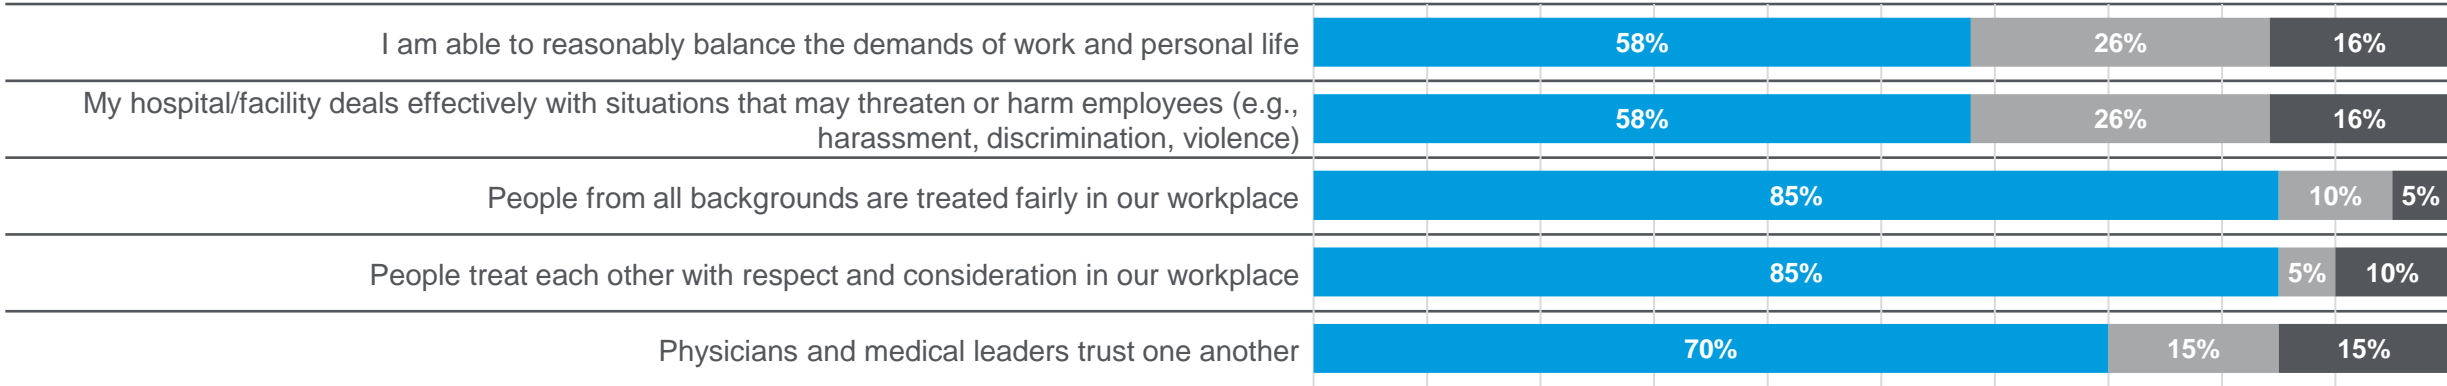 I am able to reasonably balance the demands of work and personal life 58% 26% 16%
My hospital/facility deals effectively with situations that may threaten or harm employees (e.g.,
harassment, discrimination, violence) 58% 26% 16%
People from all backgrounds are treated fairly in our workplace 85% 10% 5%
People treat each other with respect and consideration in our workplace 85% 5% 10%
Physicians and medical leaders trust one another 70% 15% 15%